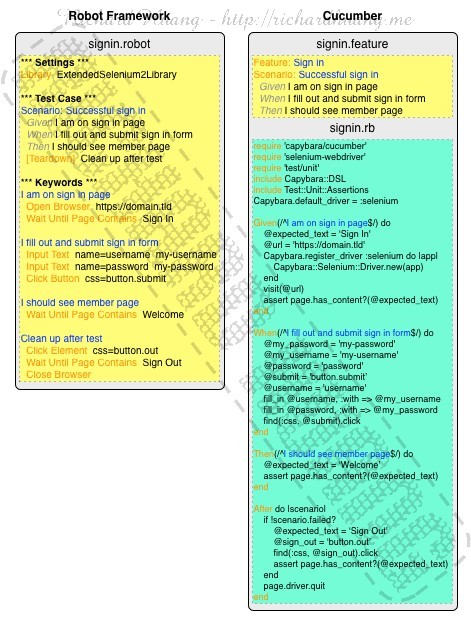 Richard Huang - http://richardhuang.me
Robot Framework
signin.robot
*** Settings ***
Library ExtendedSelenium2Library
*** Test Case ***
Scenario: Successful sign in
Given I am on sign in page
When I fill out and submit sign in form
Then I should see member page
[Teardown] Clean up after test
*** Keywords ***
I am on sign in page
Open Browser https://domain.tld
Wait Until Page Contains Sign In
I fill out and submit sign in form
Input Text name=username my-username
Input Text name=password my-password
Click Button css=button.submit
I should see member page
Wait Until Page Contains Welcome
Clean up after test
Click Element css=button.out
Wait Until Page Contains Sign Out
Close Browser
Cucumber
signin.feature
Feature: Sign in
Scenario: Successful sign in
Given I am on sign in page
When I fill out and submit sign in form
Then I should see member page
signin.rb
require 'capybara/cucumber'
require 'selenium-webdriver'
require 'test/unit'
include Capybara::DSL
include Test::Unit::Assertions
Capybara.default_driver = :selenium
Given(/^I am on sign in page$/) do
@expected_text = 'Sign In'
@url = 'https://domain.tld'
Capybara.register_driver :selenium do |app|
Capybara::Selenium::Driver.new(app)
end
visit(@url)
assert page.has_content?(@expected_text)
end
When(/^I fill out and submit sign in form$/) do
@my_password = 'my-password'
@my_username = 'my-username'
@password = 'password'
@submit = 'button.submit'
@username = 'username'
fill_in @username, :with => @my_username
fill_in @password, :with => @my_password
find(:css, @submit).click
end
Then(/^I should see member page$/) do
@expected_text = 'Welcome'
assert page.has_content?(@expected_text)
end
After do |scenario|
if !scenario.failed?
@expected_text = 'Sign Out'
@sign_out = 'button.out'
find(:css, @sign_out).click
assert page.has_content?(@expected_text)
end
page.driver.quit
end